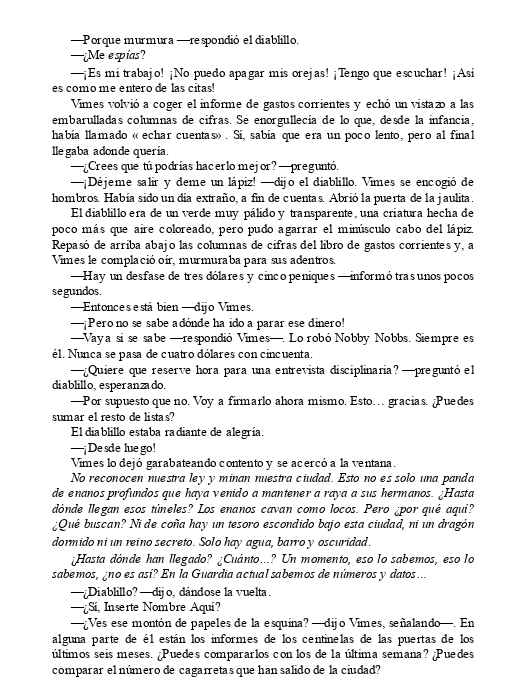 —Porque murmura —respondió el diablillo.
—¿Me espías?
—¡Es mi trabajo! ¡No puedo apagar mis orejas! ¡Tengo que escuchar! ¡Así
es como me entero de las citas!
Vimes volvió a coger el informe de gastos corrientes y echó un vistazo a las
embarulladas columnas de cifras. Se enorgullecía de lo que, desde la infancia,
había llamado « echar cuentas» . Sí, sabía que era un poco lento, pero al final
llegaba adonde quería.
—¿Crees que tú podrías hacerlo mejor? —preguntó.
—¡Déjeme salir y deme un lápiz! —dijo el diablillo. Vimes se encogió de
hombros. Había sido un día extraño, a fin de cuentas. Abrió la puerta de la jaulita.
El diablillo era de un verde muy pálido y transparente, una criatura hecha de
poco más que aire coloreado, pero pudo agarrar el minúsculo cabo del lápiz.
Repasó de arriba abajo las columnas de cifras del libro de gastos corrientes y, a
Vimes le complació oír, murmuraba para sus adentros.
—Hay un desfase de tres dólares y cinco peniques —informó tras unos pocos
segundos.
—Entonces está bien —dijo Vimes.
—¡Pero no se sabe adónde ha ido a parar ese dinero!
—Vaya si se sabe —respondió Vimes—. Lo robó Nobby Nobbs. Siempre es
él. Nunca se pasa de cuatro dólares con cincuenta.
—¿Quiere que reserve hora para una entrevista disciplinaria? —preguntó el
diablillo, esperanzado.
—Por supuesto que no. Voy a firmarlo ahora mismo. Esto… gracias. ¿Puedes
sumar el resto de listas?
El diablillo estaba radiante de alegría.
—¡Desde luego!
Vimes lo dejó garabateando contento y se acercó a la ventana.
No reconocen nuestra ley y minan nuestra ciudad. Esto no es solo una panda
de enanos profundos que haya venido a mantener a raya a sus hermanos. ¿Hasta
dónde llegan esos túneles? Los enanos cavan como locos. Pero ¿por qué aquí?
¿Qué buscan? Ni de coña hay un tesoro escondido bajo esta ciudad, ni un dragón
dormido ni un reino secreto. Solo hay agua, barro y oscuridad.
¿Hasta dónde han llegado? ¿Cuánto…? Un momento, eso lo sabemos, eso lo
sabemos, ¿no es así? En la Guardia actual sabemos de números y datos…
—¿Diablillo? —dijo, dándose la vuelta.
—¿Sí, Inserte Nombre Aquí?
—¿Ves ese montón de papeles de la esquina? —dijo Vimes, señalando—. En
alguna parte de él están los informes de los centinelas de las puertas de los
últimos seis meses. ¿Puedes compararlos con los de la última semana? ¿Puedes
comparar el número de cagarretas que han salido de la ciudad?